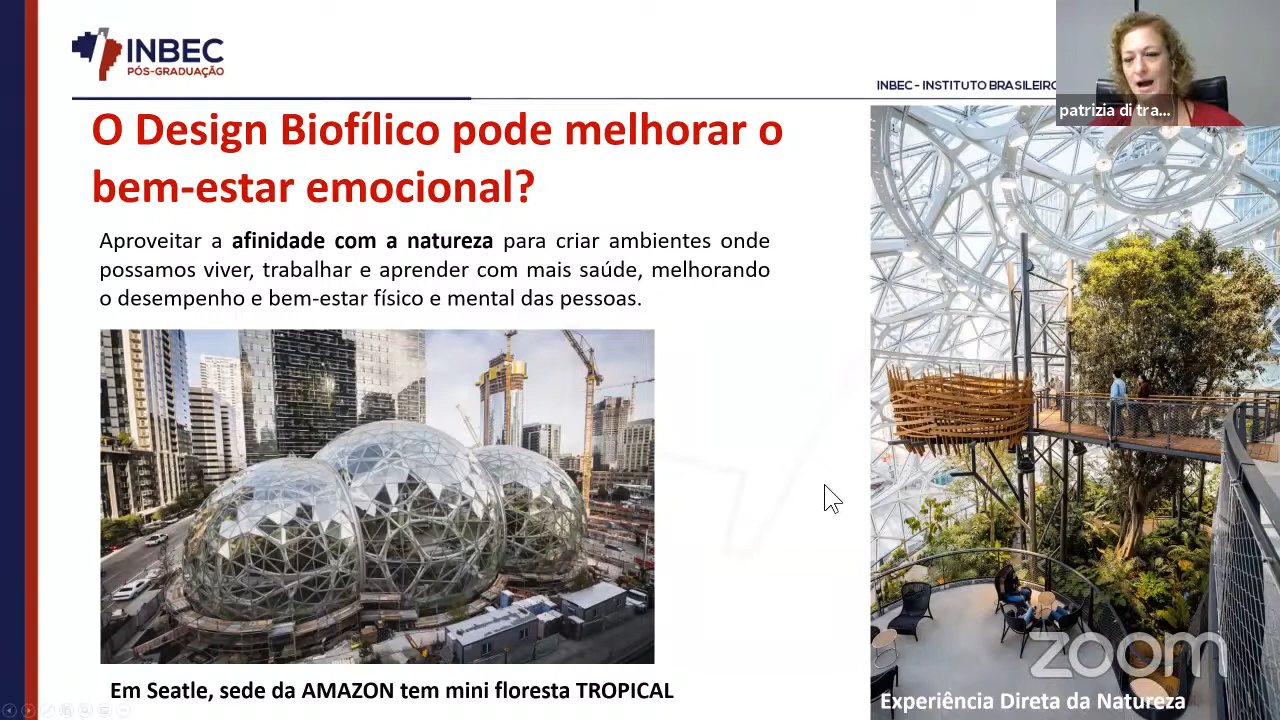 INBEC
PÓS-GRADUAÇÃO
INBEC - INSTITUTO BRASILEIRO
patrizia di tra...
O Design Biofílico pode melhorar o
bem-estar emocional?
Aproveitar a afinidade com a natureza para criar ambientes onde
possamos viver, trabalhar e aprender com mais saúde, melhorando
o desempenho e bem-estar físico e mental das pessoas.
Em Seatle, sede da AMAZON tem mini floresta TROPICAL
zoom
Experiência Direta da Natureza